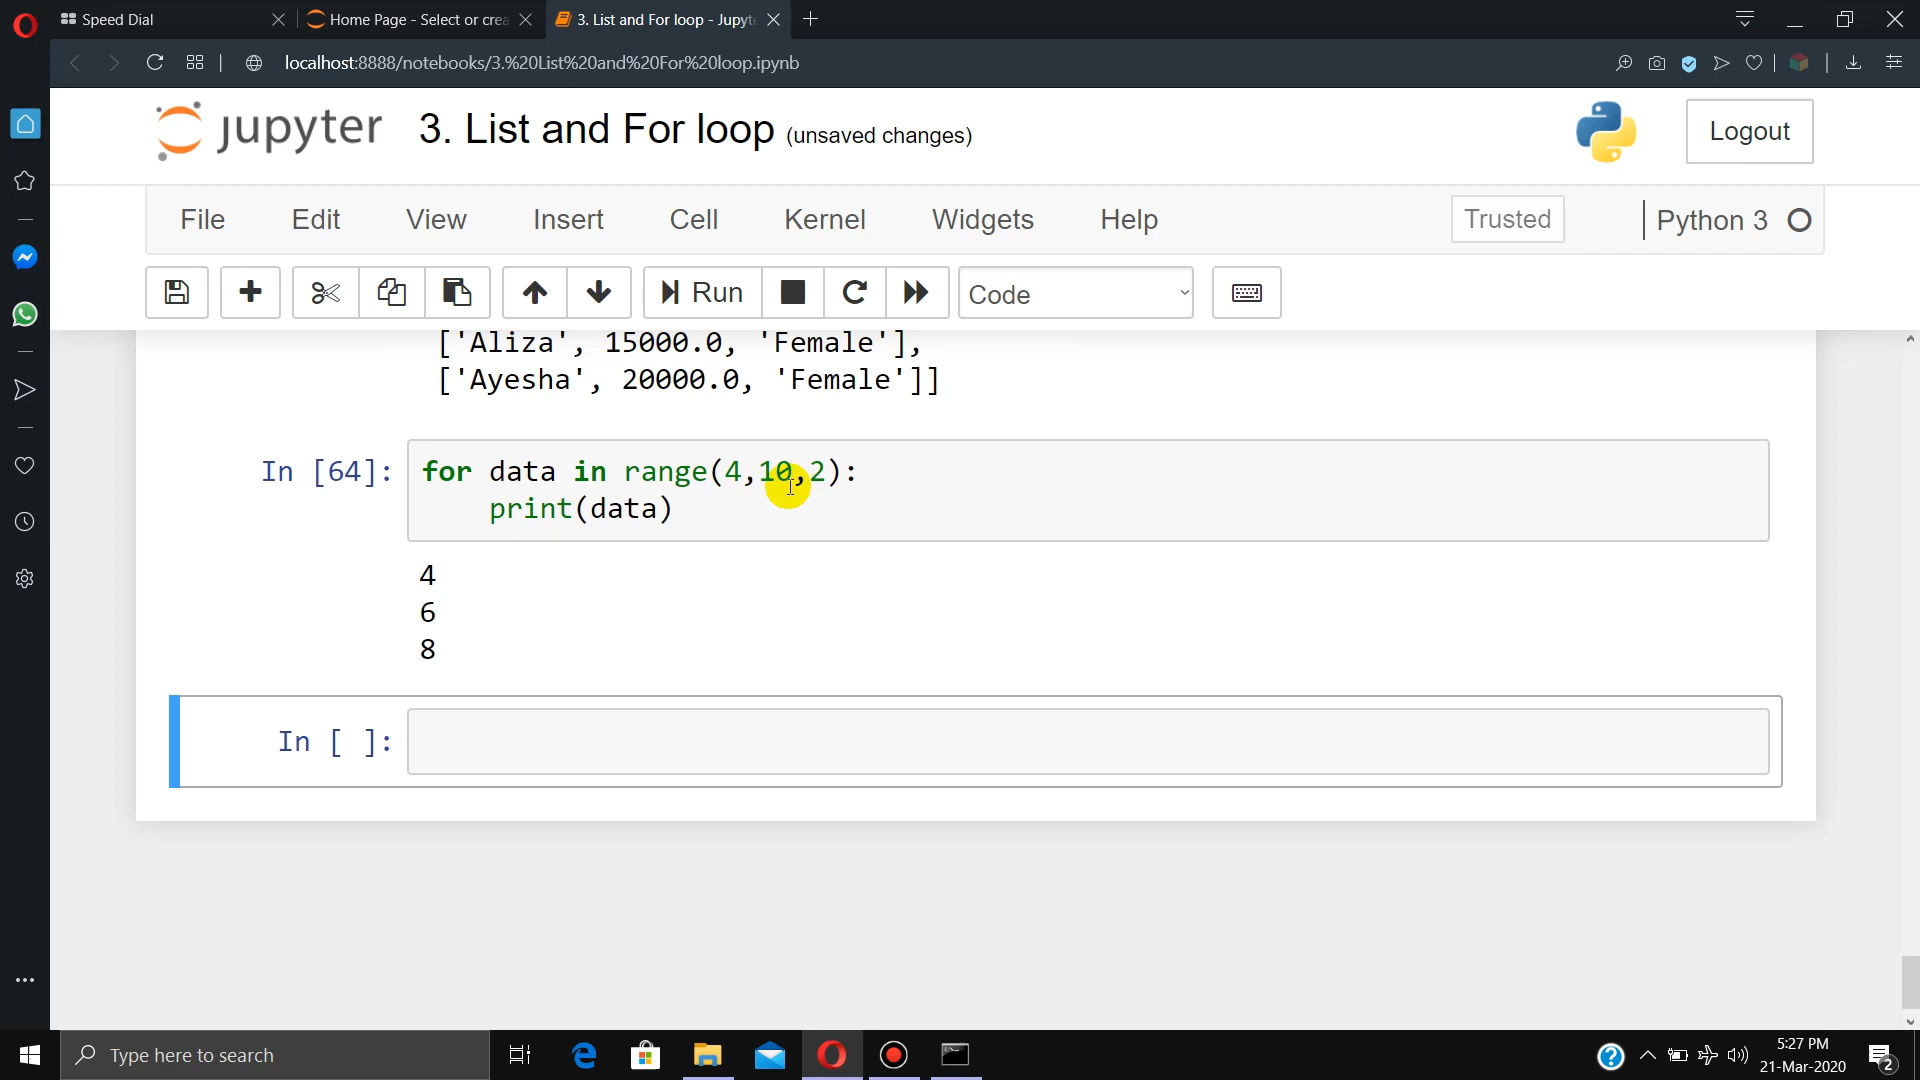 Speed Dial
Home Page - Select or crea
3. List and For loop - Jupyt
localhost:8888/notebooks/3.%20List%20and%20For%20loop.ipynb
jupyter 3. List and For loop (unsaved changes)
Logout
File Edit View Insert Cell Kernel Widgets Help
Trusted
Python 3
Run
Code
['Aliza', 15000.0, 'Female'],
['Ayesha', 20000.0, 'Female']]
In [64]: for data in range(4,10,2):
print(data)
4
6
8
In [ ]:
Type here to search
5:27 PM
21-Mar-2020
2